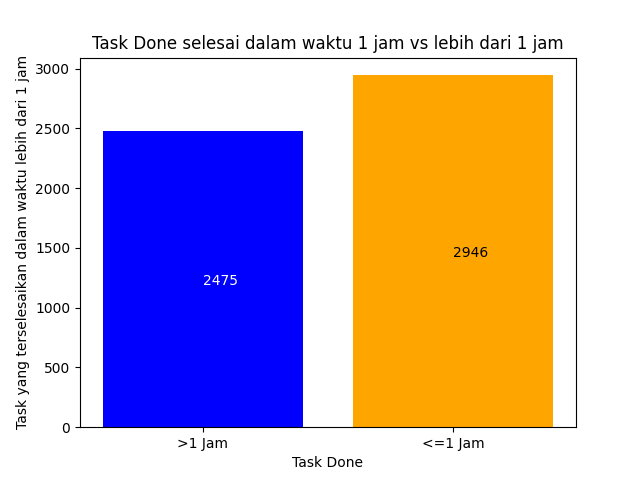 Task Done selesai dalam waktu 1 jam vs lebih dari 1 jam
Task yang terselesaikan dalam waktu lebih dari 1 jam
3000
2500
2000
1500
1000
500
0
2475
2946
>1 Jam
<=1 Jam
Task Done